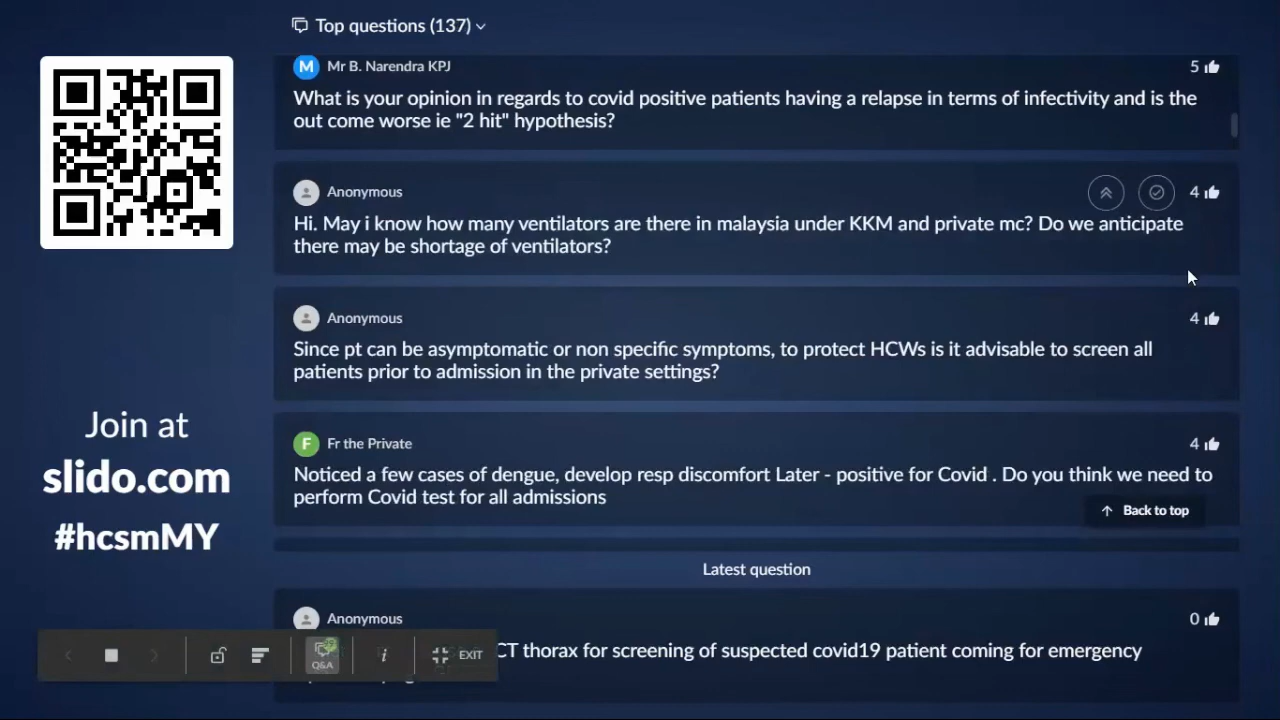 Top questions (137)
M Mr B. Narendra KPJ 5
What is your opinion in regards to covid positive patients having a relapse in terms of infectivity and is the
out come worse ie "2 hit" hypothesis?
Anonymous 4
Hi. May i know how many ventilators are there in malaysia under KKM and private mc? Do we anticipate
there may be shortage of ventilators?
Anonymous 4
Since pt can be asymptomatic or non specific symptoms, to protect HCWs is it advisable to screen all
patients prior to admission in the private settings?
F Fr the Private 4
Noticed a few cases of dengue, develop resp discomfort Later - positive for Covid . Do you think we need to
perform Covid test for all admissions
Back to top
Join at
slido.com
#hcsmMY
Latest question
Anonymous 0
CT thorax for screening of suspected covid19 patient coming for emergency
Q&A
i
EXIT